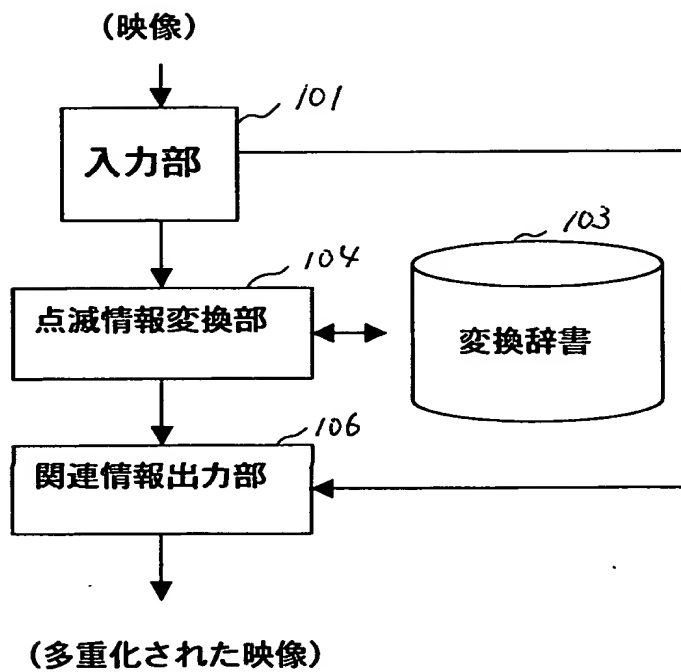 (映像)
101
入力部
103
104
点滅情報変換部
変換辞書
106
関連情報出力部
(多重化された映像)